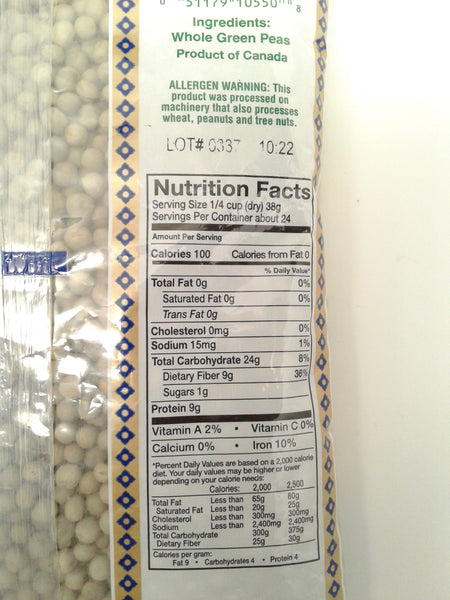 51179 10550 8
Ingredients:
Whole Green Peas
Product of Canada
ALLERGEN WARNING: This
product was processed on
machinery that also processes
wheat, peanuts and tree nuts.
LOT# 0337 10:22
Nutrition Facts
Serving Size 1/4 cup (dry) 38g
Servings Per Container about 24
Amount Per Serving
Calories 100 Calories from Fat 0
% Daily Value*
Total Fat 0g 0%
Saturated Fat 0g 0%
Trans Fat 0g
Cholesterol 0mg 0%
Sodium 15mg 1%
Total Carbohydrate 24g 8%
Dietary Fiber 9g 36%
Sugars 1g
Protein 9g
Vitamin A 2% • Vitamin C 0%
Calcium 0% • Iron 10%
*Percent Daily Values are based on a 2,000 calorie
diet. Your daily values may be higher or lower
depending on your calorie needs:
Calories: 2,000 2,500
Total Fat Less than 65g 80g
Saturated Fat Less than 20g 25g
Cholesterol Less than 300mg 300mg
Sodium Less than 2,400mg 2,400mg
Total Carbohydrate 300g 375g
Dietary Fiber 25g 30g
Calories per gram:
Fat 9 • Carbohydrates 4 • Protein 4